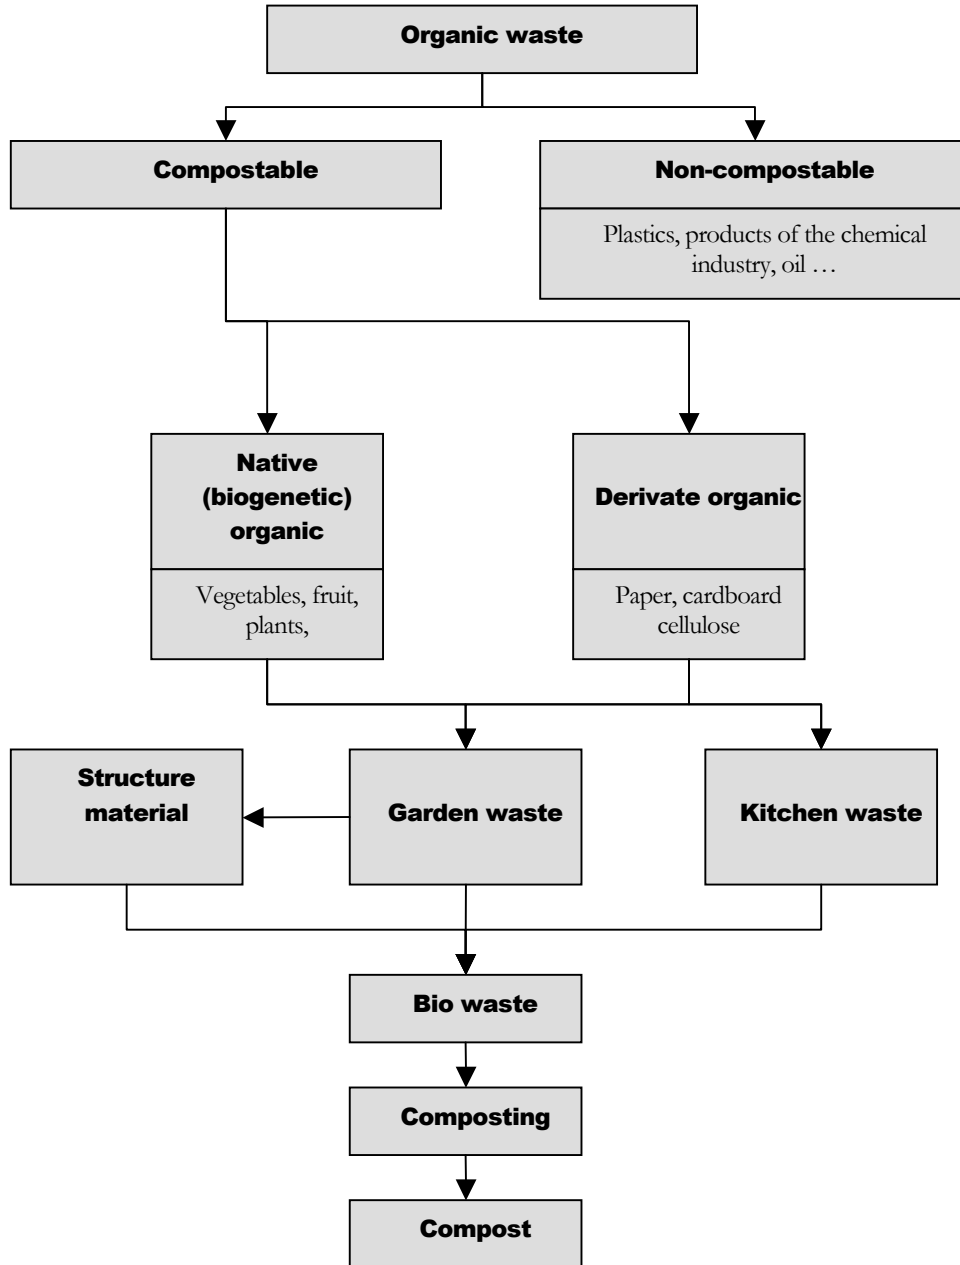 Organic waste
Compostable
Non-compostable
Plastics, products of the chemical
industry, oil …
Native
(biogenetic)
organic
Derivate organic
Vegetables, fruit,
plants,
Paper, cardboard
cellulose
Structure
material
Garden waste
Kitchen waste
Bio waste
Composting
Compost